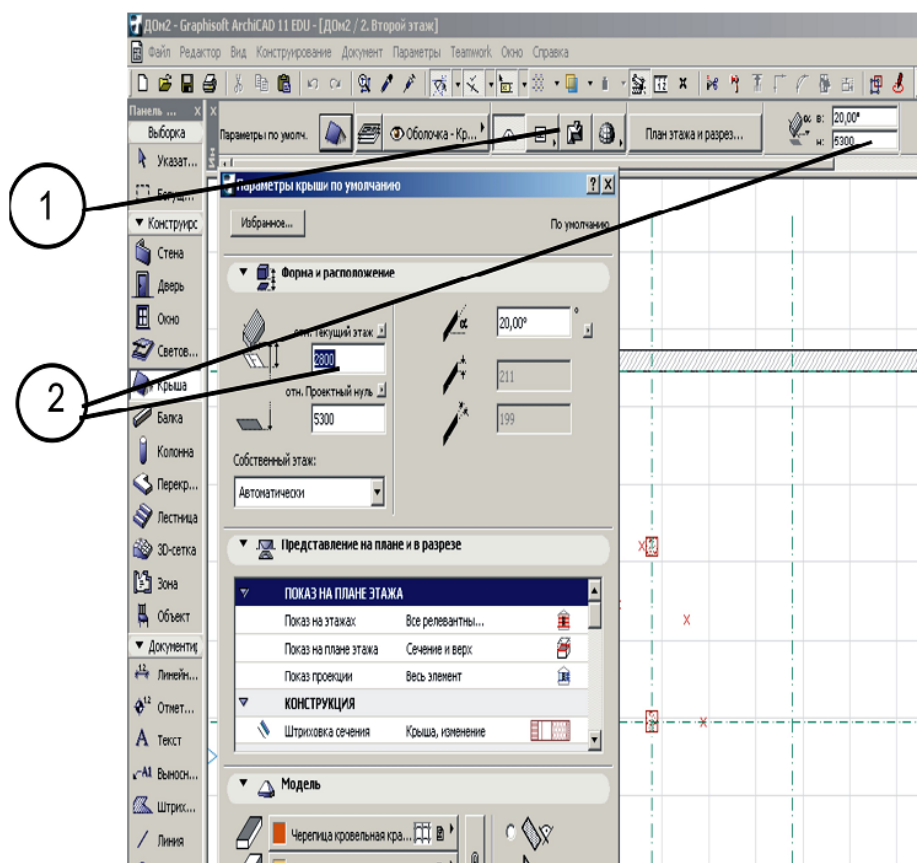 ДОм2 - Graphisoft ArchiCAD 11 EDU - [ДОм2 / 2. Второй этаж]
Файл Редактор Вид Конструирование Документ Параметры Teamwork Окно Справка
Панель ... X X
Выборка
Указат...
Бегущ...
Конструирс
Стена
Дверь
Окно
Светов...
Крыша
Балка
Колонна
Перекр...
Лестница
3D-сетка
Зона
Объект
Документиу
Линейн...
Отмет...
Текст
Выносн...
Штрих...
Линия
Параметры по умолч.
Оболочка - Кр...
План этажа и разрез...
α в: 20,00°
н: 5300
1
2
Параметры крыши по умолчанию
Избранное...
По умолчанию
Форма и расположение
отн. Текущий этаж
2800
отн. Проектный нуль
5300
Собственный этаж:
Автоматически
α 20,00° °
211
199
Представление на плане и в разрезе
ПОКАЗ НА ПЛАНЕ ЭТАЖА
Показ на этажах Все релевантны...
Показ на плане этажа Сечение и верх
Показ проекции Весь элемент
КОНСТРУКЦИЯ
Штриховка сечения Крыша, изменение
Модель
Черепица кровельная кра...